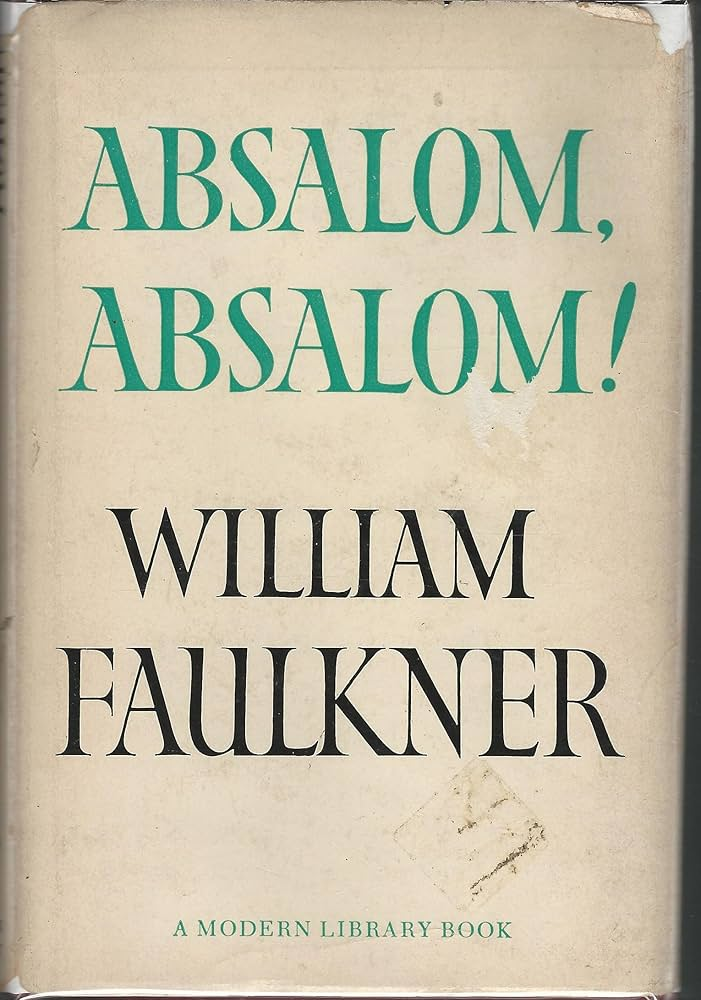 ABSALOM,
ABSALOM!
WILLIAM
FAULKNER
A MODERN LIBRARY BOOK